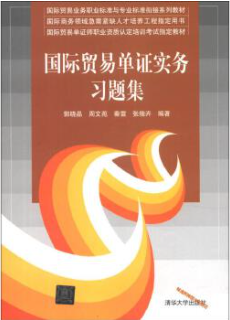 国际贸易业务职业标准与专业标准衔接系列教材
国际商务领域急需紧缺人才培养工程指定用书
国际贸易单证师职业资质认定培训考试指定教材
国际贸易单证实务
习题集
郭晓晶 周文苑 秦雷 张维卉 编著
清华大学出版社